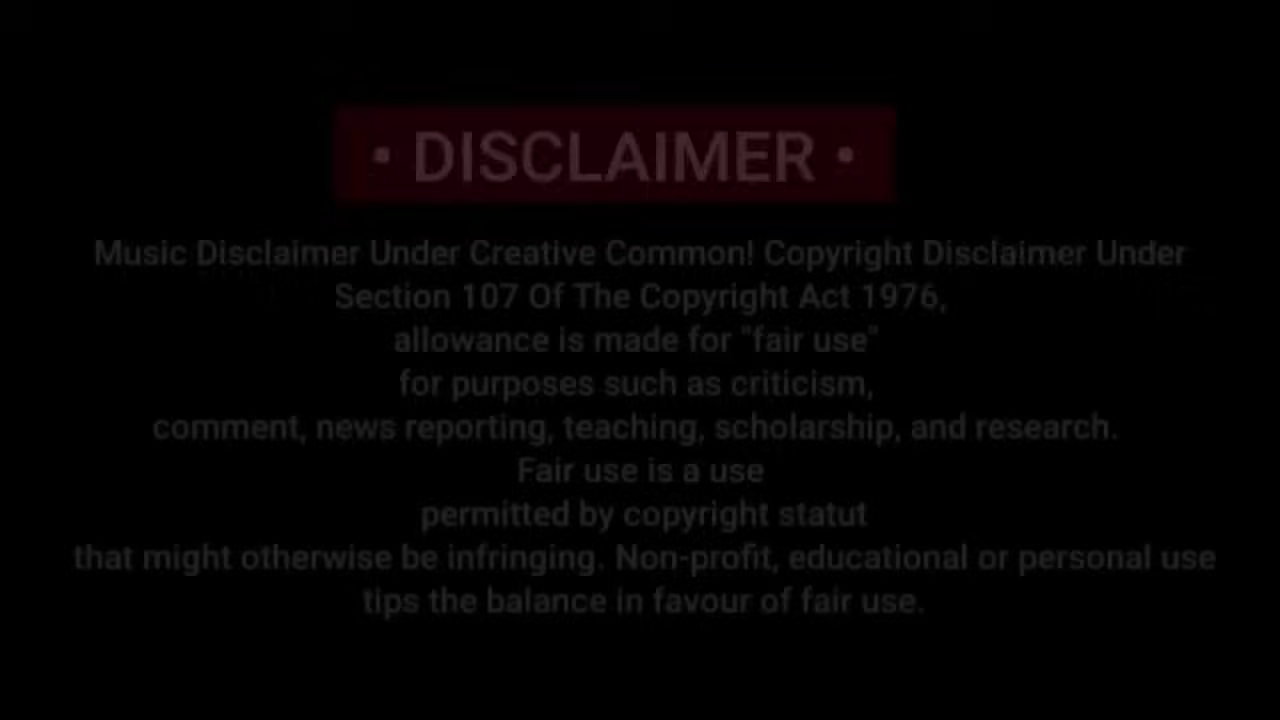 • DISCLAIMER •
Music Disclaimer Under Creative Common! Copyright Disclaimer Under
Section 107 Of The Copyright Act 1976,
allowance is made for "fair use"
for purposes such as criticism,
comment, news reporting, teaching, scholarship, and research.
Fair use is a use
permitted by copyright statut
that might otherwise be infringing. Non-profit, educational or personal use
tips the balance in favour of fair use.